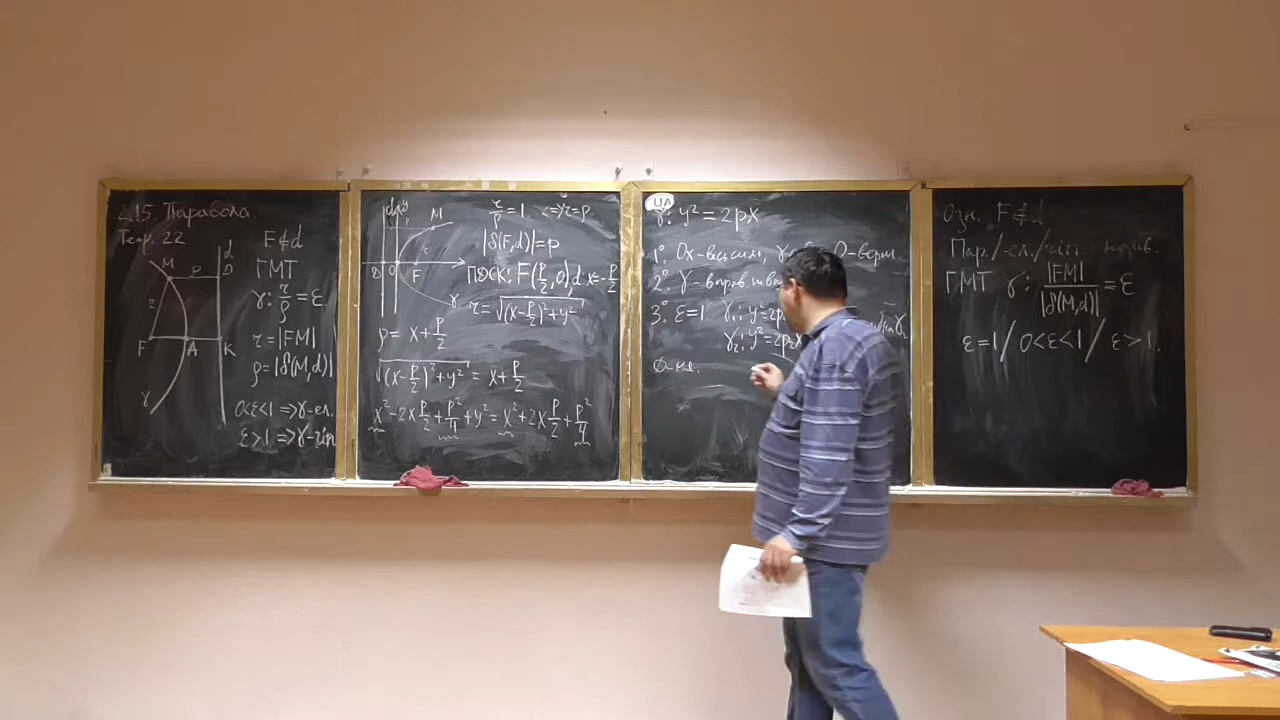 § 15. Парабола.
Теор. 22
M ρ D d
r
F A K
γ
F∉d
ГМТ
γ: r/ρ = ε
r = |FM|
ρ = |δ(M,d)|
0<ε<1 => γ-ел.
ε>1 => γ-гіп
d y M
r
D O F
γ
r/ρ = 1. <=> r = ρ
|δ(F,d)| = p
ПДСК: F(p/2, 0), d: x = -p/2
r = √((x-p/2)²+y²)
ρ = x + p/2
√((x-p/2)²+y²) = x + p/2
x² - 2x p/2 + p²/4 + y² = x² + 2x p/2 + p²/4
UA
γ: y² = 2px
1° Ox-вісь сим, O-верш.
2° γ-
3° ε=1 γ₁: y²=2p
γ₂: y²=2p₂x
Озн. F∉d
Пар./ел./гіп
ГМТ γ: |FM|/|δ(M,d)| = ε
ε=1 / 0<ε<1 / ε>1.